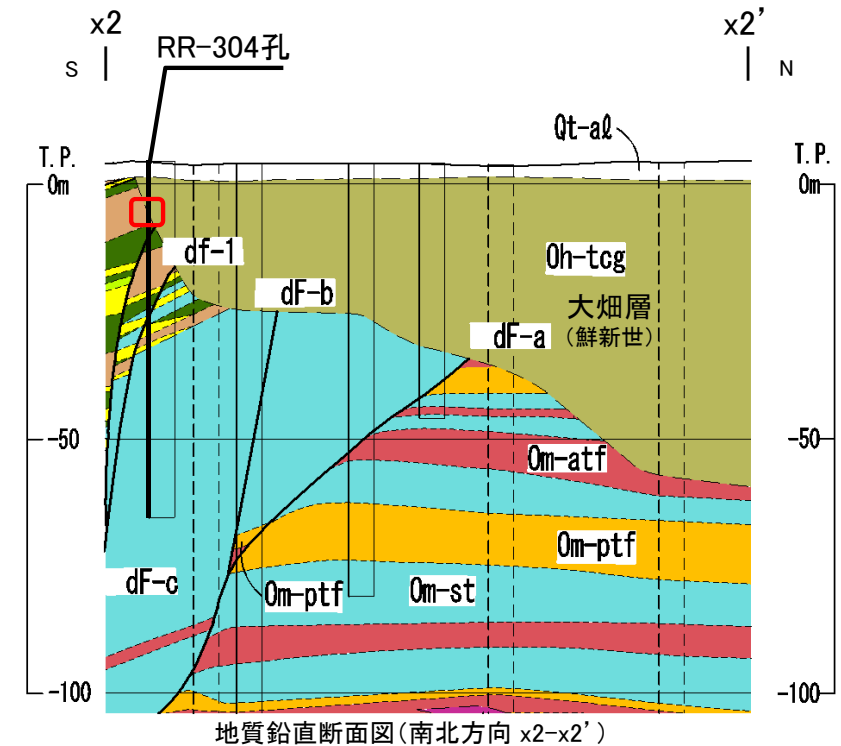 x2
x2’
RR-304孔
S
N
Qt-aℓ
T.P.
T.P.
0m
0m
df-1
Oh-tcg
dF-b
大畑層
(鮮新世)
dF-a
-50
-50
Om-atf
Om-ptf
dF-c
Om-ptf
Om-st
-100
-100
地質鉛直断面図(南北方向 x2-x2’)